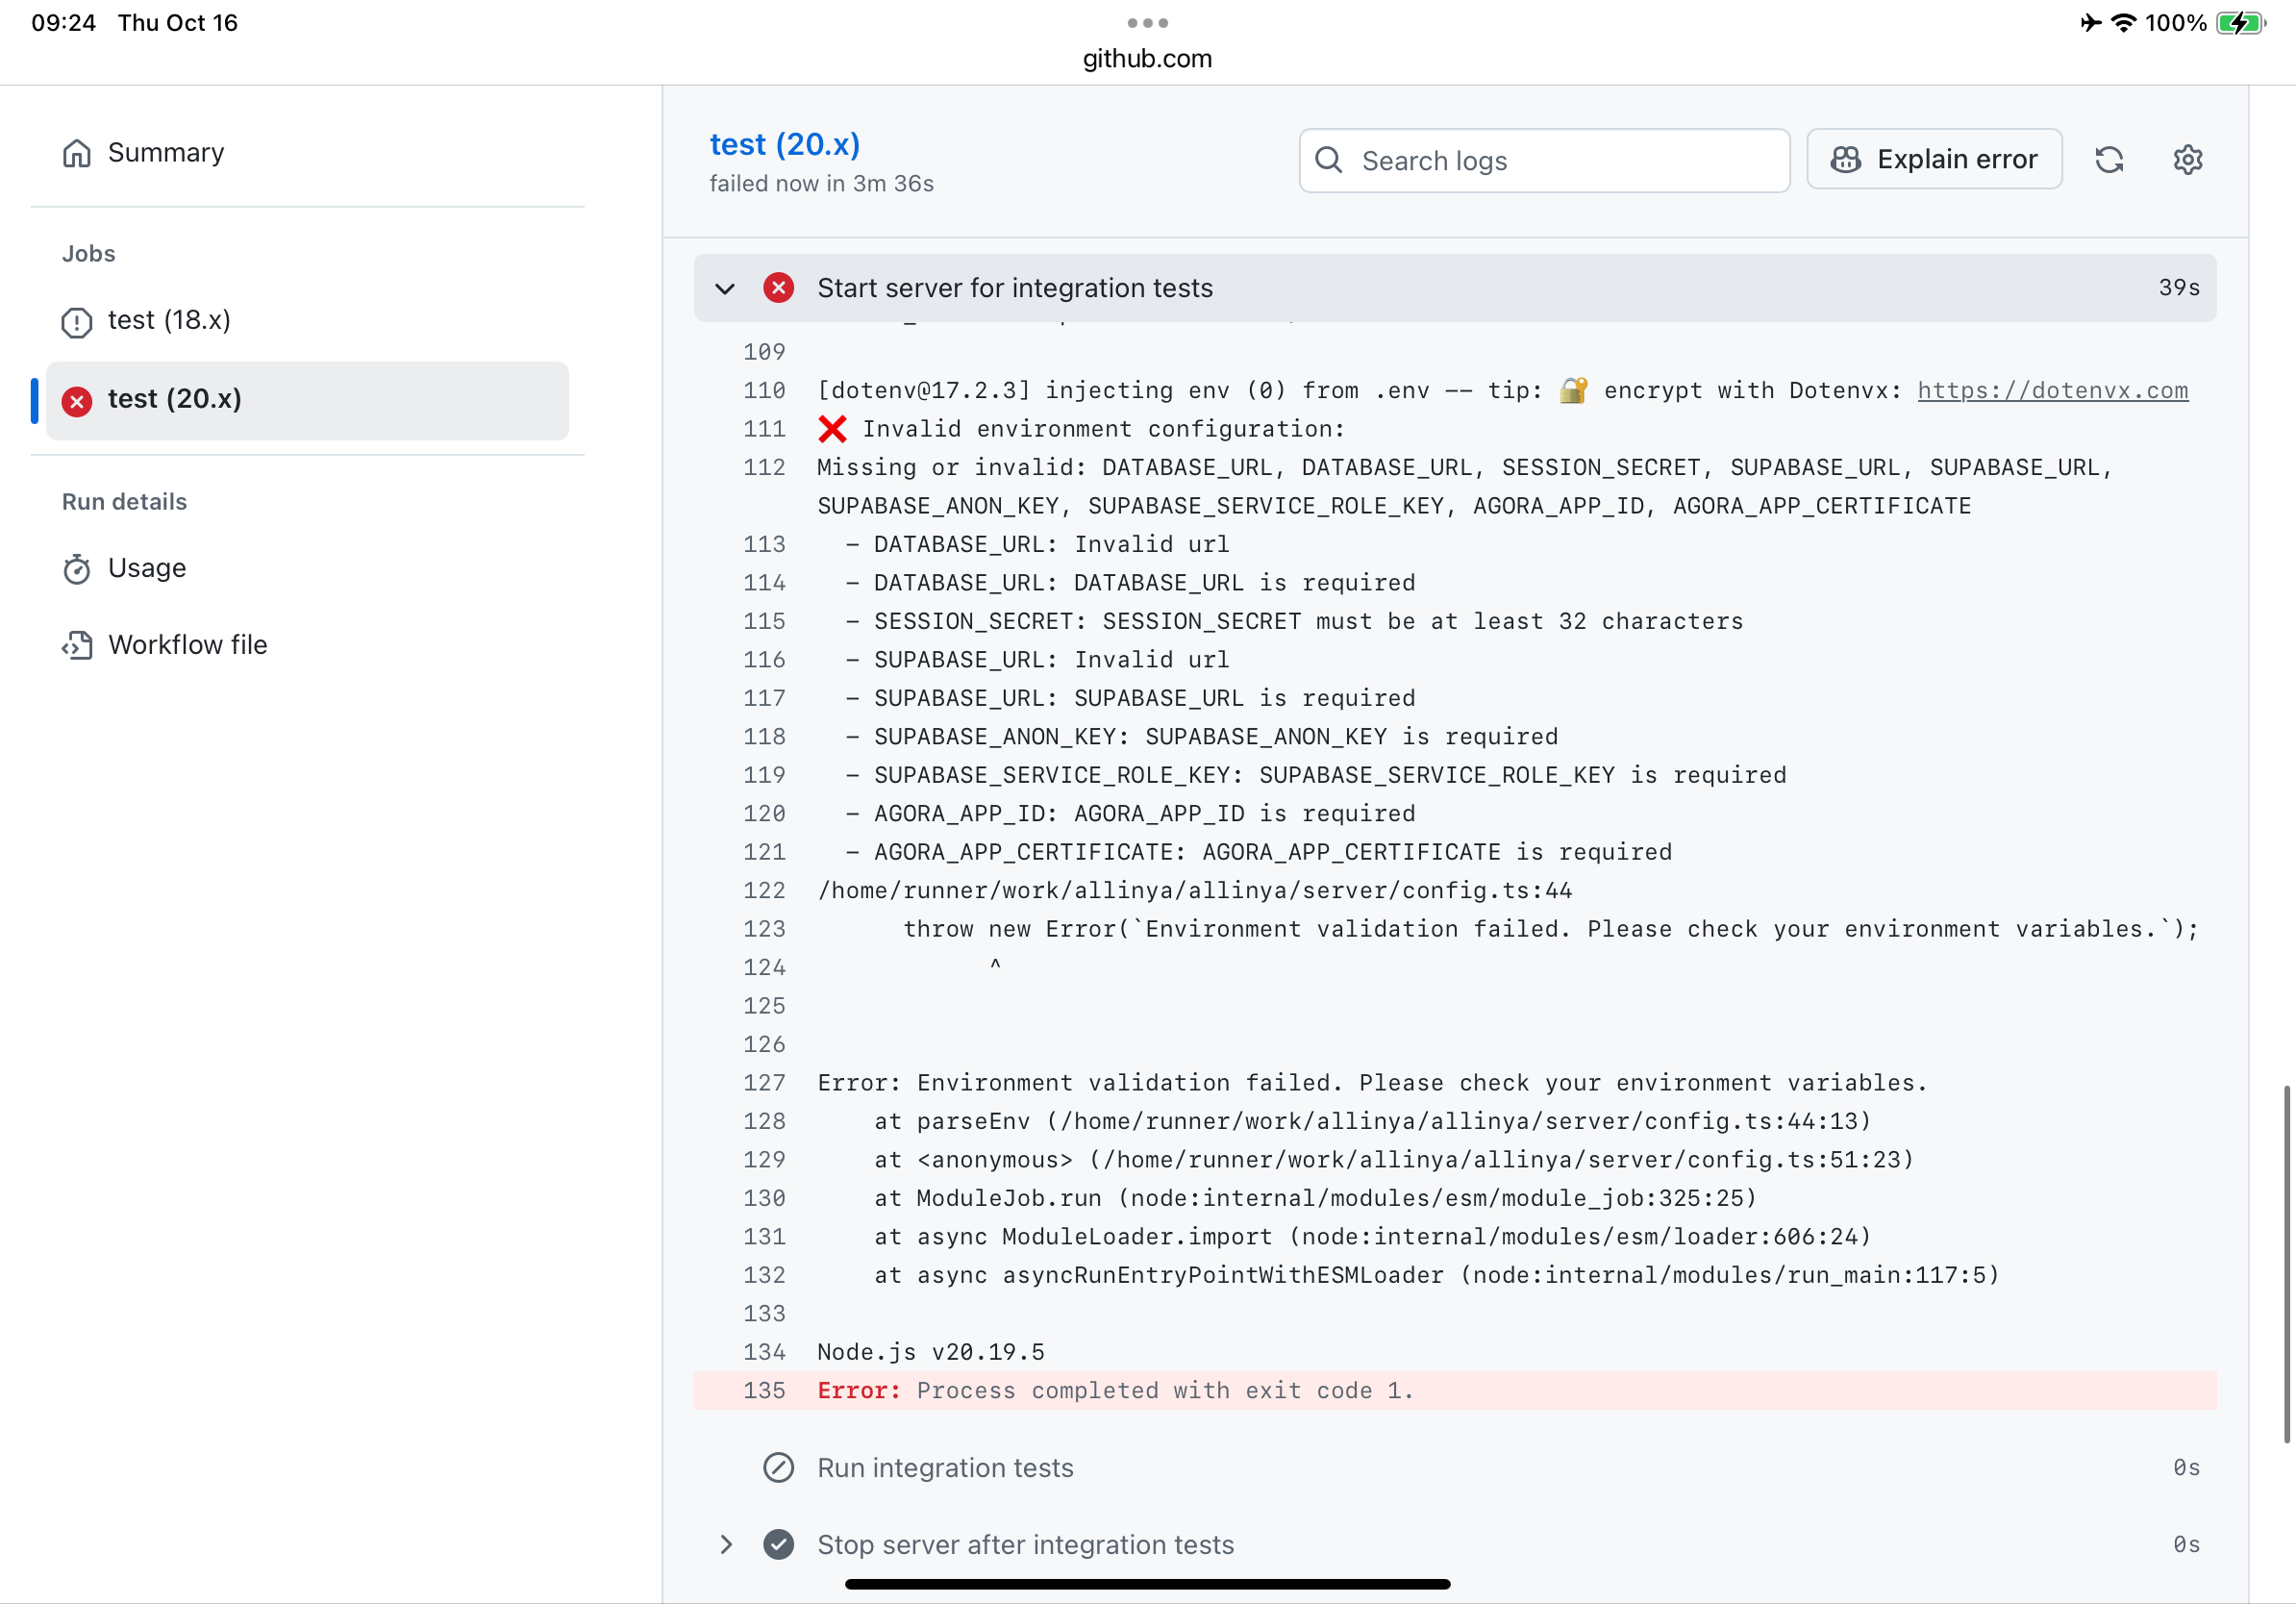 09:24 Thu Oct 16
100%
github.com
Summary
Jobs
test (18.x)
test (20.x)
Run details
Usage
Workflow file
test (20.x)
failed now in 3m 36s
Search logs
Explain error
Start server for integration tests 39s
109
110 [dotenv@17.2.3] injecting env (0) from .env -- tip: 🔐 encrypt with Dotenvx: https://dotenvx.com
111 ❌ Invalid environment configuration:
112 Missing or invalid: DATABASE_URL, DATABASE_URL, SESSION_SECRET, SUPABASE_URL, SUPABASE_URL,
SUPABASE_ANON_KEY, SUPABASE_SERVICE_ROLE_KEY, AGORA_APP_ID, AGORA_APP_CERTIFICATE
113 - DATABASE_URL: Invalid url
114 - DATABASE_URL: DATABASE_URL is required
115 - SESSION_SECRET: SESSION_SECRET must be at least 32 characters
116 - SUPABASE_URL: Invalid url
117 - SUPABASE_URL: SUPABASE_URL is required
118 - SUPABASE_ANON_KEY: SUPABASE_ANON_KEY is required
119 - SUPABASE_SERVICE_ROLE_KEY: SUPABASE_SERVICE_ROLE_KEY is required
120 - AGORA_APP_ID: AGORA_APP_ID is required
121 - AGORA_APP_CERTIFICATE: AGORA_APP_CERTIFICATE is required
122 /home/runner/work/allinya/allinya/server/config.ts:44
123 throw new Error(`Environment validation failed. Please check your environment variables.`);
124 ^
125
126
127 Error: Environment validation failed. Please check your environment variables.
128 at parseEnv (/home/runner/work/allinya/allinya/server/config.ts:44:13)
129 at <anonymous> (/home/runner/work/allinya/allinya/server/config.ts:51:23)
130 at ModuleJob.run (node:internal/modules/esm/module_job:325:25)
131 at async ModuleLoader.import (node:internal/modules/esm/loader:606:24)
132 at async asyncRunEntryPointWithESMLoader (node:internal/modules/run_main:117:5)
133
134 Node.js v20.19.5
135 Error: Process completed with exit code 1.
Run integration tests 0s
Stop server after integration tests 0s